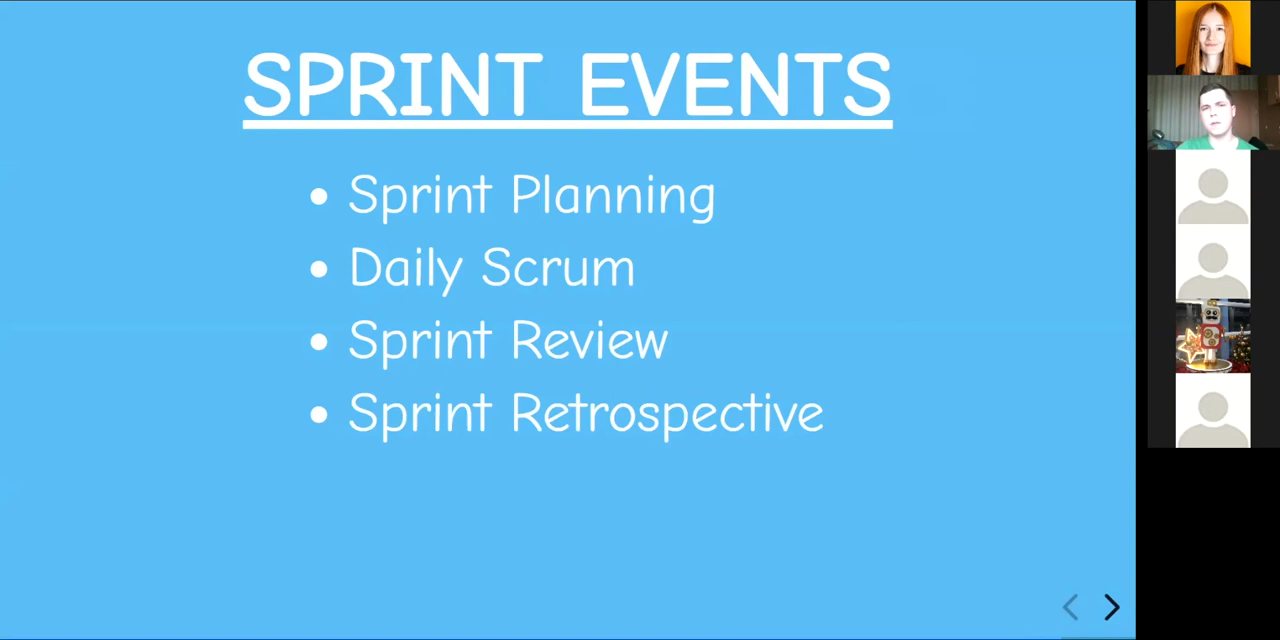 SPRINT EVENTS
Sprint Planning
Daily Scrum
Sprint Review
Sprint Retrospective